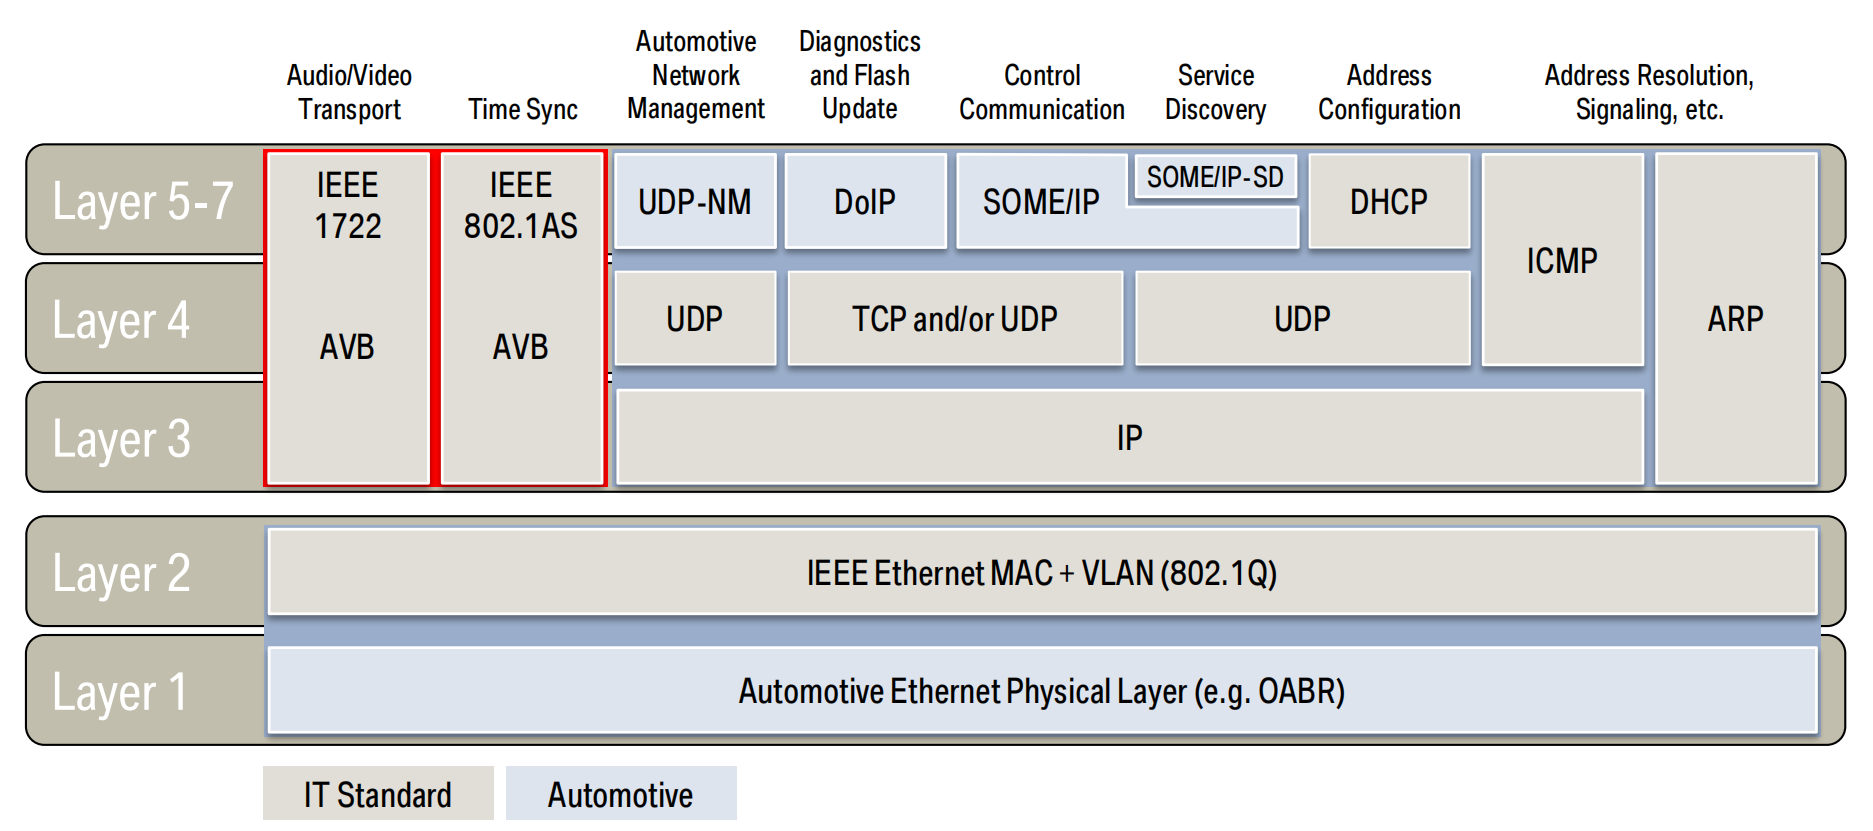 Audio/Video
Transport
Time Sync
Automotive
Network
Management
Diagnostics
and Flash
Update
Control
Communication
Service
Discovery
Address
Configuration
Address Resolution,
Signaling, etc.
Layer 5-7
IEEE
1722
IEEE
802.1AS
UDP-NM
DoIP
SOME/IP
SOME/IP-SD
DHCP
ICMP
ARP
Layer 4
AVB
AVB
UDP
TCP and/or UDP
UDP
Layer 3
IP
Layer 2
IEEE Ethernet MAC + VLAN (802.1Q)
Layer 1
Automotive Ethernet Physical Layer (e.g. OABR)
IT Standard
Automotive